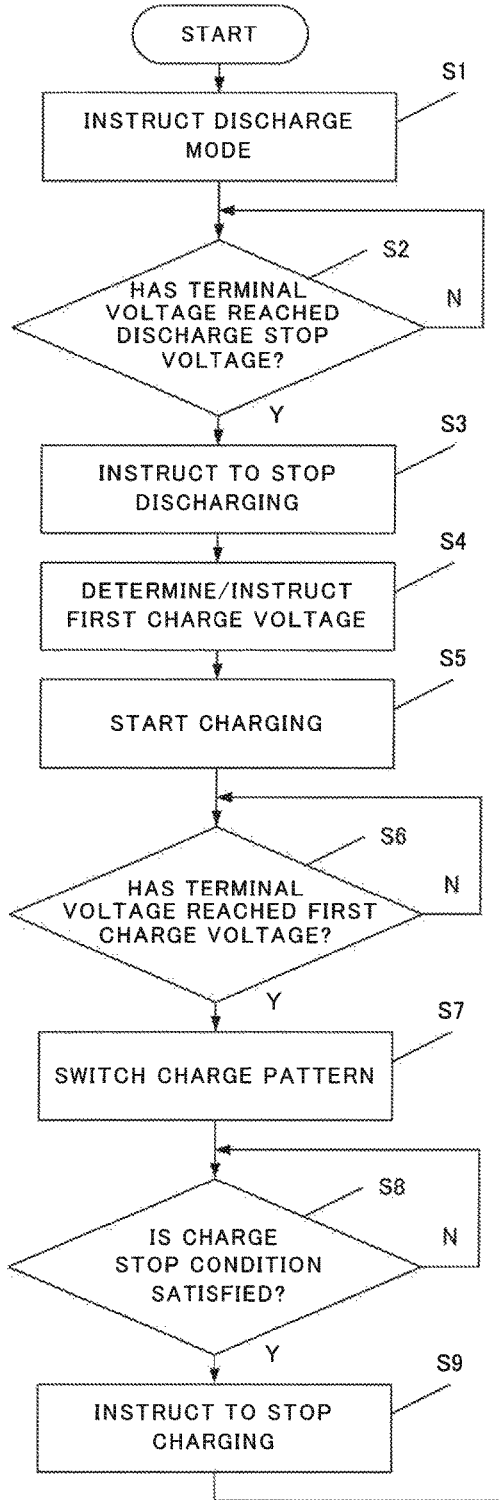 START
S1
INSTRUCT DISCHARGE
MODE
S2
HAS TERMINAL
VOLTAGE REACHED
DISCHARGE STOP
VOLTAGE?
N
Y
S3
INSTRUCT TO STOP
DISCHARGING
S4
DETERMINE/INSTRUCT
FIRST CHARGE VOLTAGE
S5
START CHARGING
S6
HAS TERMINAL
VOLTAGE REACHED FIRST
CHARGE VOLTAGE?
N
Y
S7
SWITCH CHARGE PATTERN
S8
IS CHARGE
STOP CONDITION
SATISFIED?
N
Y
S9
INSTRUCT TO STOP
CHARGING